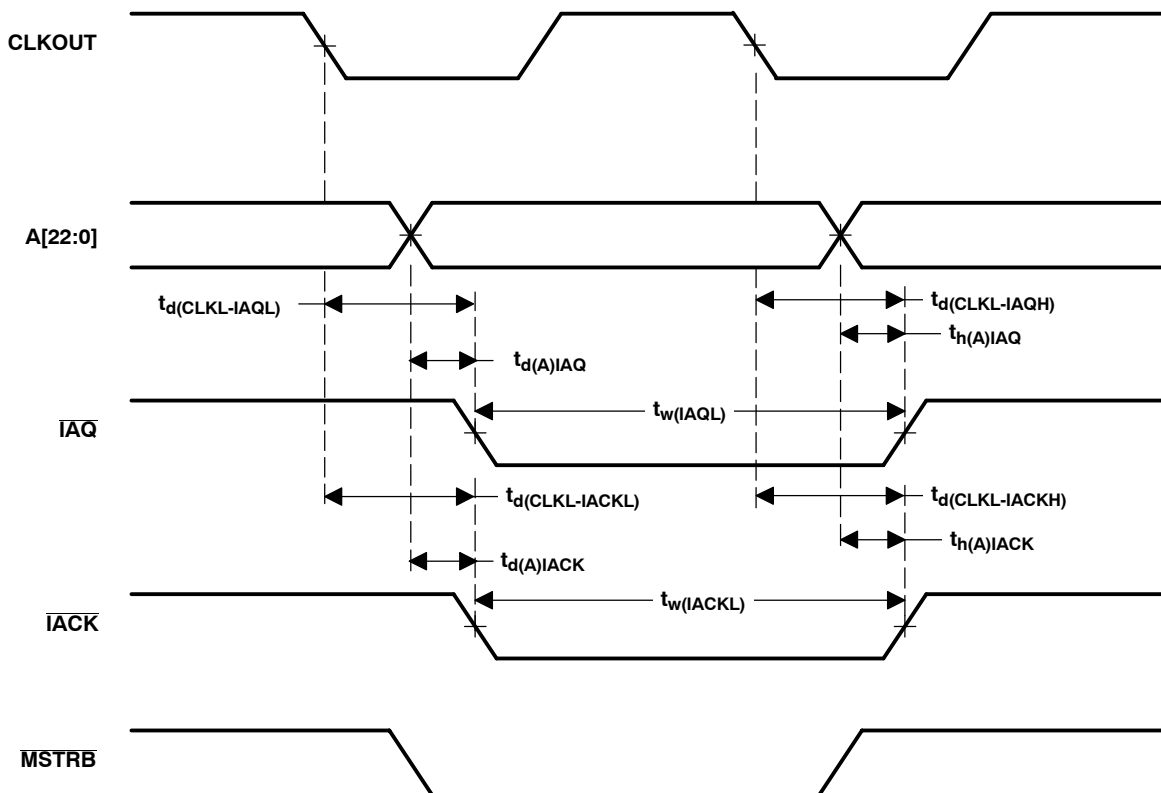 CLKOUT
A[22:0]
td(CLKL-IAQL)
td(CLKL-IAQH)
th(A)IAQ
td(A)IAQ
tw(IAQL)
IAQ
td(CLKL-IACKL)
td(CLKL-IACKH)
th(A)IACK
td(A)IACK
tw(IACKL)
IACK
MSTRB